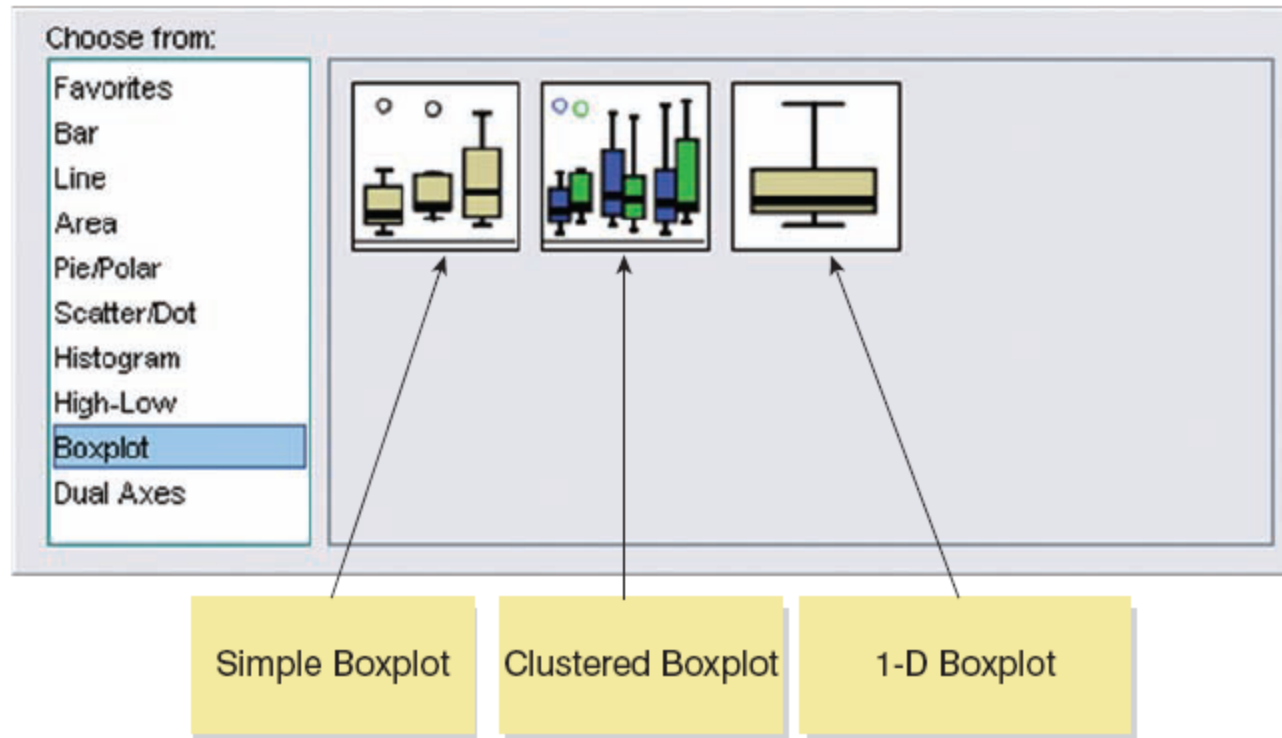 Choose from:
Favorites
Bar
Line
Area
Pie/Polar
Scatter/Dot
Histogram
High-Low
Boxplot
Dual Axes
Simple Boxplot
Clustered Boxplot
1-D Boxplot